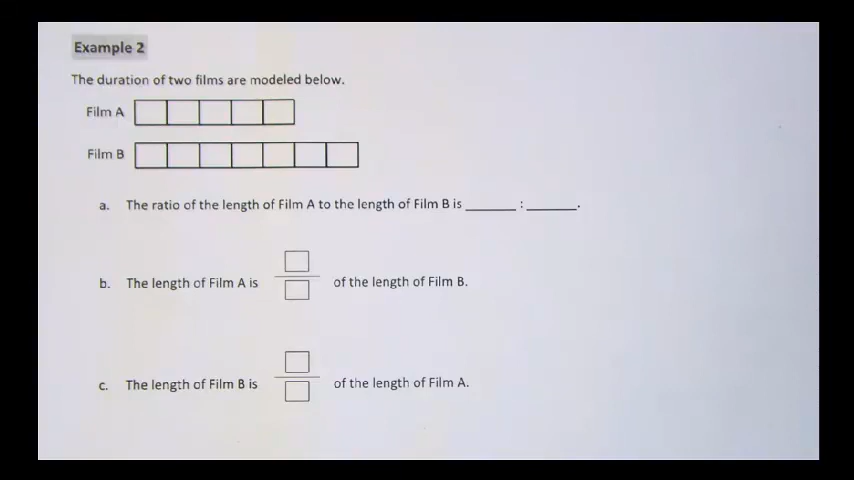 Example 2
The duration of two films are modeled below.
Film A
Film B
a. The ratio of the length of Film A to the length of Film B is ______ : ______.
b. The length of Film A is
of the length of Film B.
c. The length of Film B is
of the length of Film A.